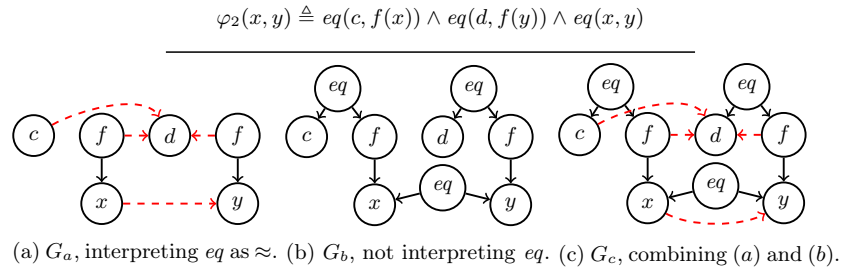 φ₂(x, y) ≜ eq(c, f(x)) ∧ eq(d, f(y)) ∧ eq(x, y)
c f d f x y
eq eq c f d f eq x y
eq eq c f d f eq x y
(a) Gₐ, interpreting eq as ≈. (b) G_b, not interpreting eq. (c) G_c, combining (a) and (b).